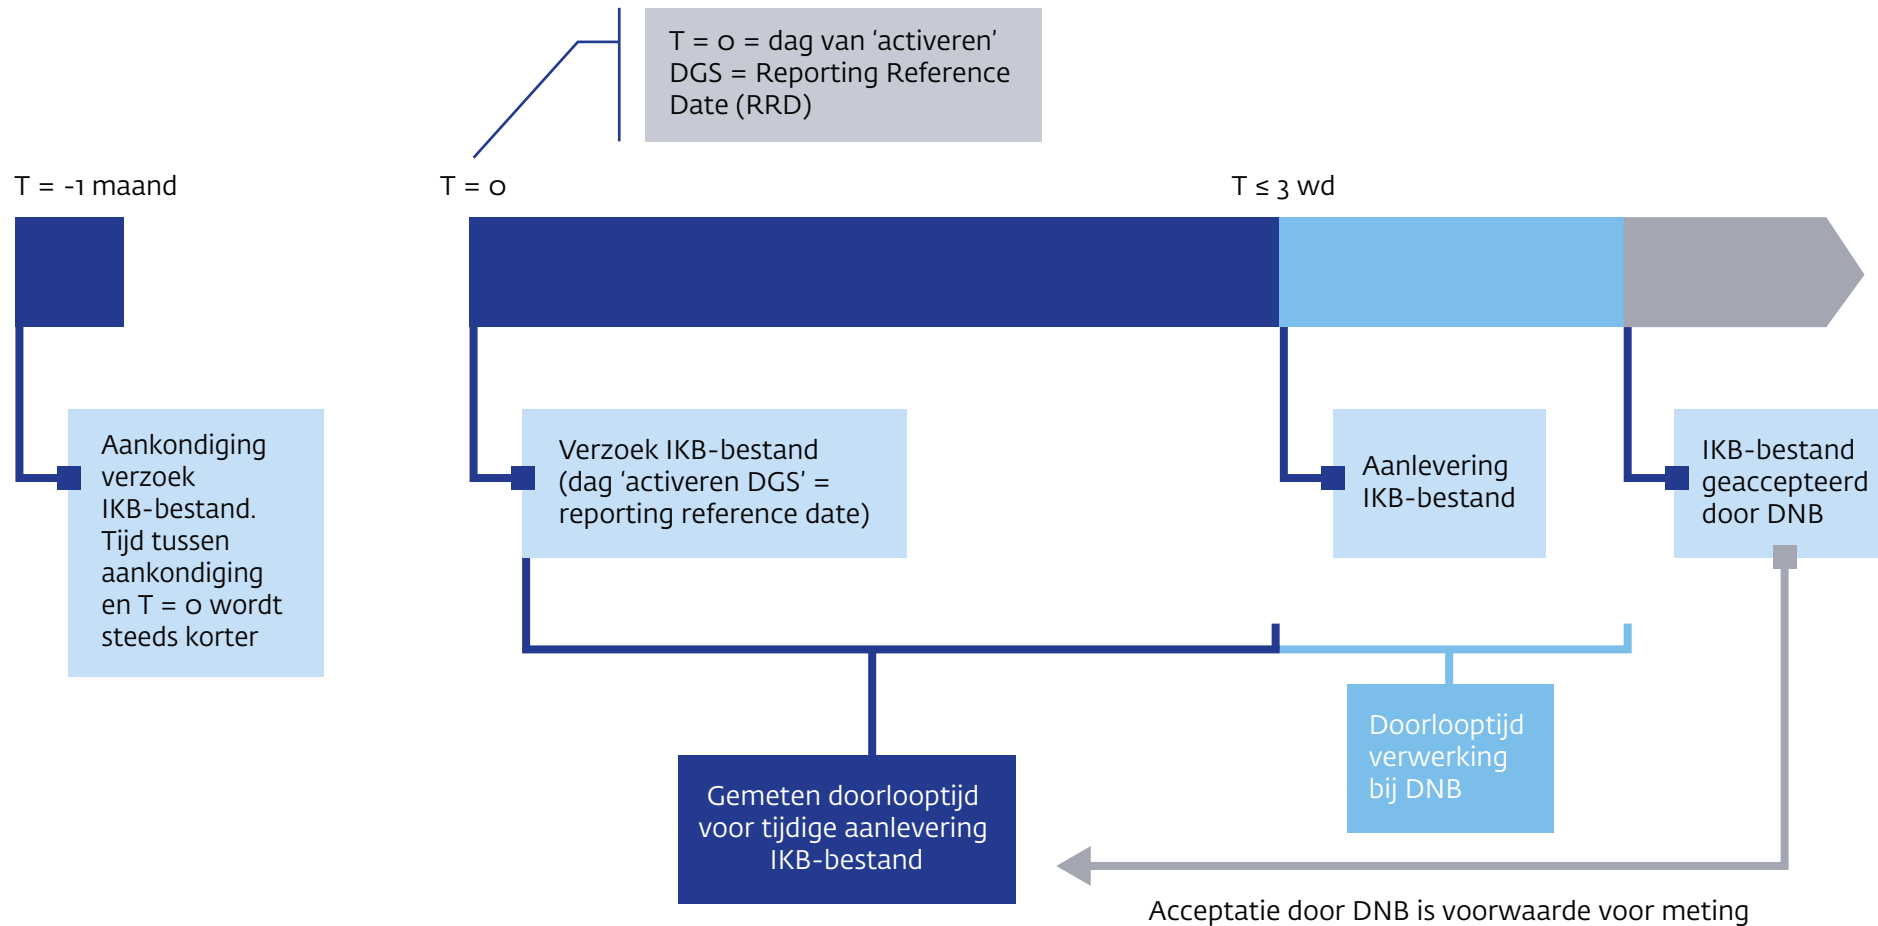 T = 0 = dag van ‘activeren’
DGS = Reporting Reference
Date (RRD)
T = -1 maand
T = 0
T ≤ 3 wd
Aankondiging
verzoek
IKB-bestand.
Tijd tussen
aankondiging
en T = 0 wordt
steeds korter
Verzoek IKB-bestand
(dag ‘activeren DGS’ =
reporting reference date)
Aanlevering
IKB-bestand
IKB-bestand
geaccepteerd
door DNB
Gemeten doorlooptijd
voor tijdige aanlevering
IKB-bestand
Doorlooptijd
verwerking
bij DNB
Acceptatie door DNB is voorwaarde voor meting